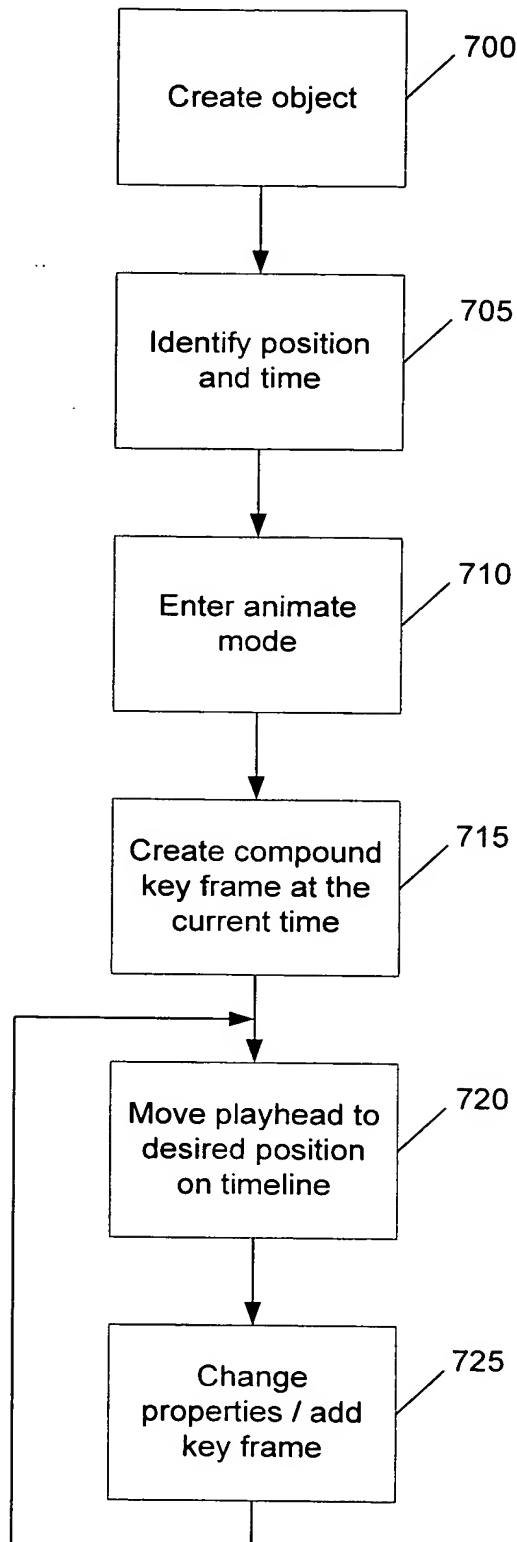 700
Create object
705
Identify position
and time
710
Enter animate
mode
715
Create compound
key frame at the
current time
720
Move playhead to
desired position
on timeline
725
Change
properties / add
key frame